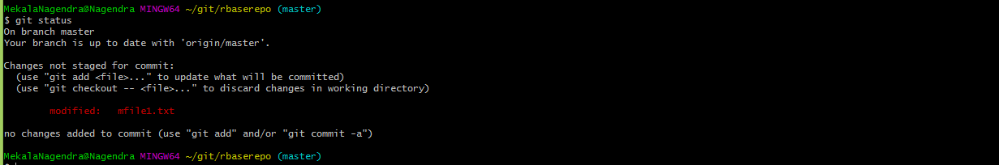 MekalaNagendra@Nagendra MINGW64 ~/git/rbaserepo (master)
$ git status
On branch master
Your branch is up to date with 'origin/master'.
Changes not staged for commit:
(use "git add <file>..." to update what will be committed)
(use "git checkout -- <file>..." to discard changes in working directory)
modified: mfile1.txt
no changes added to commit (use "git add" and/or "git commit -a")
MekalaNagendra@Nagendra MINGW64 ~/git/rbaserepo (master)